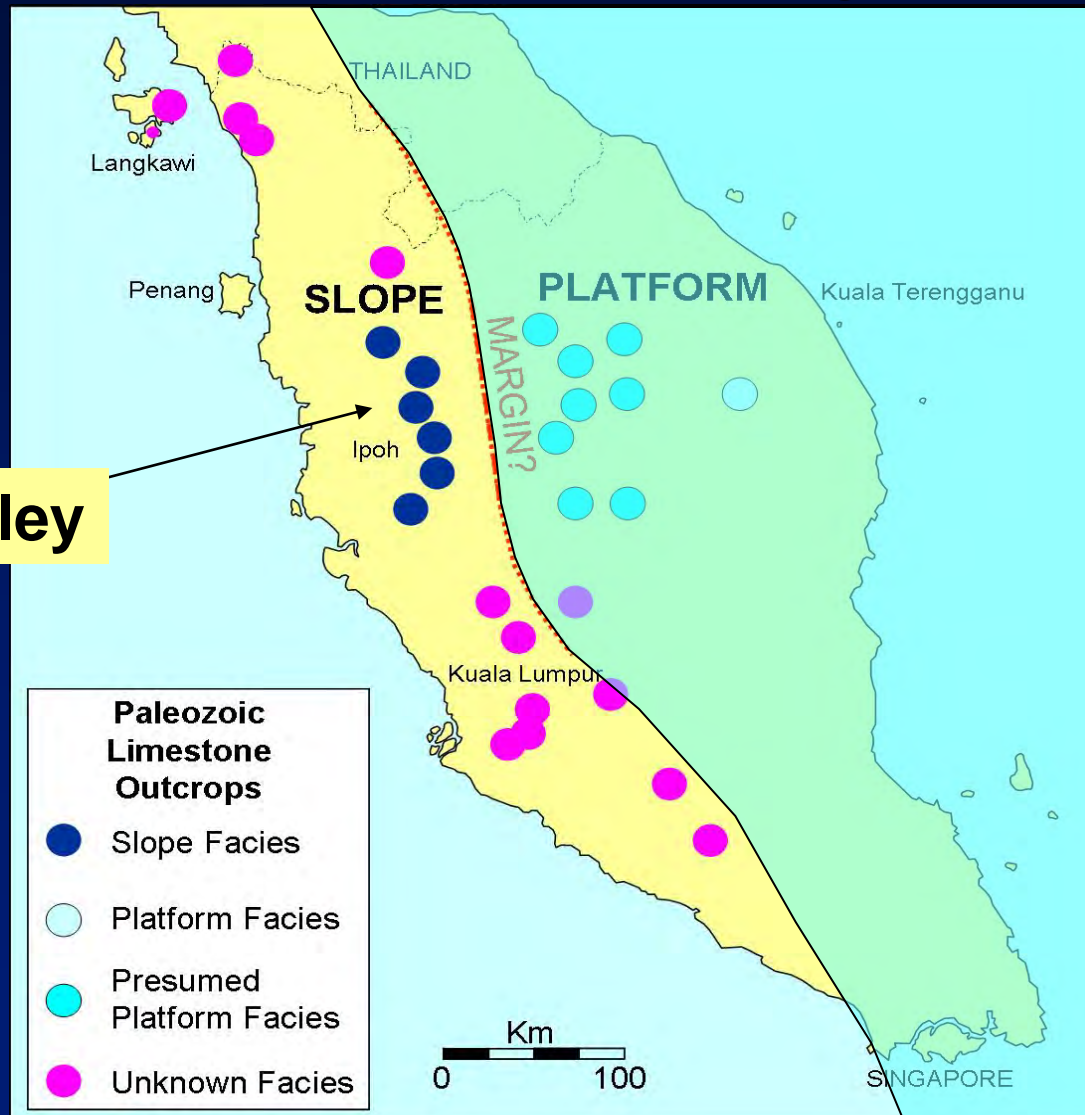 THAILAND
Langkawi
Penang
SLOPE
PLATFORM
Kuala Terengganu
MARGIN?
Ipoh
ley
Kuala Lumpur
Paleozoic
Limestone
Outcrops
Slope Facies
Platform Facies
Presumed
Platform Facies
Unknown Facies
Km
0 100
SINGAPORE